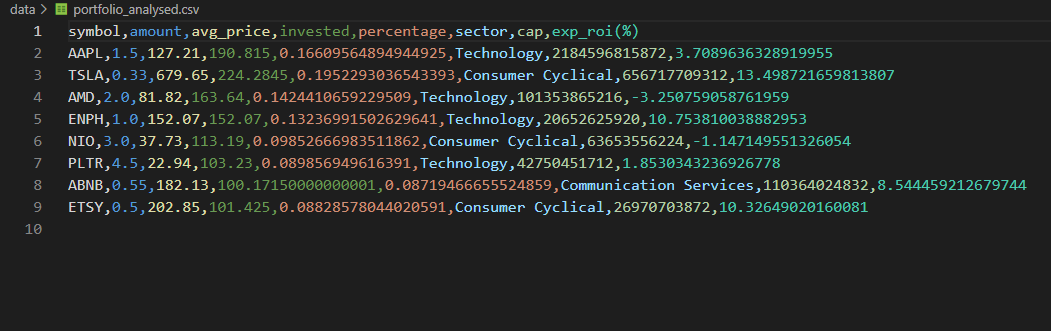 data > portfolio_analysed.csv
1 symbol,amount,avg_price,invested,percentage,sector,cap,exp_roi(%)
2 AAPL,1.5,127.21,190.815,0.16609564894944925,Technology,2184596815872,3.7089636328919955
3 TSLA,0.33,679.65,224.2845,0.1952293036543393,Consumer Cyclical,656717709312,13.498721659813807
4 AMD,2.0,81.82,163.64,0.1424410659229509,Technology,101353865216,-3.250759058761959
5 ENPH,1.0,152.07,152.07,0.13236991502629641,Technology,20652625920,10.753810038882953
6 NIO,3.0,37.73,113.19,0.09852666983511862,Consumer Cyclical,63653556224,-1.147149551326054
7 PLTR,4.5,22.94,103.23,0.089856949616391,Technology,42750451712,1.8530343236926778
8 ABNB,0.55,182.13,100.17150000000001,0.08719466655524859,Communication Services,110364024832,8.544459212679744
9 ETSY,0.5,202.85,101.425,0.08828578044020591,Consumer Cyclical,26970703872,10.32649020160081
10